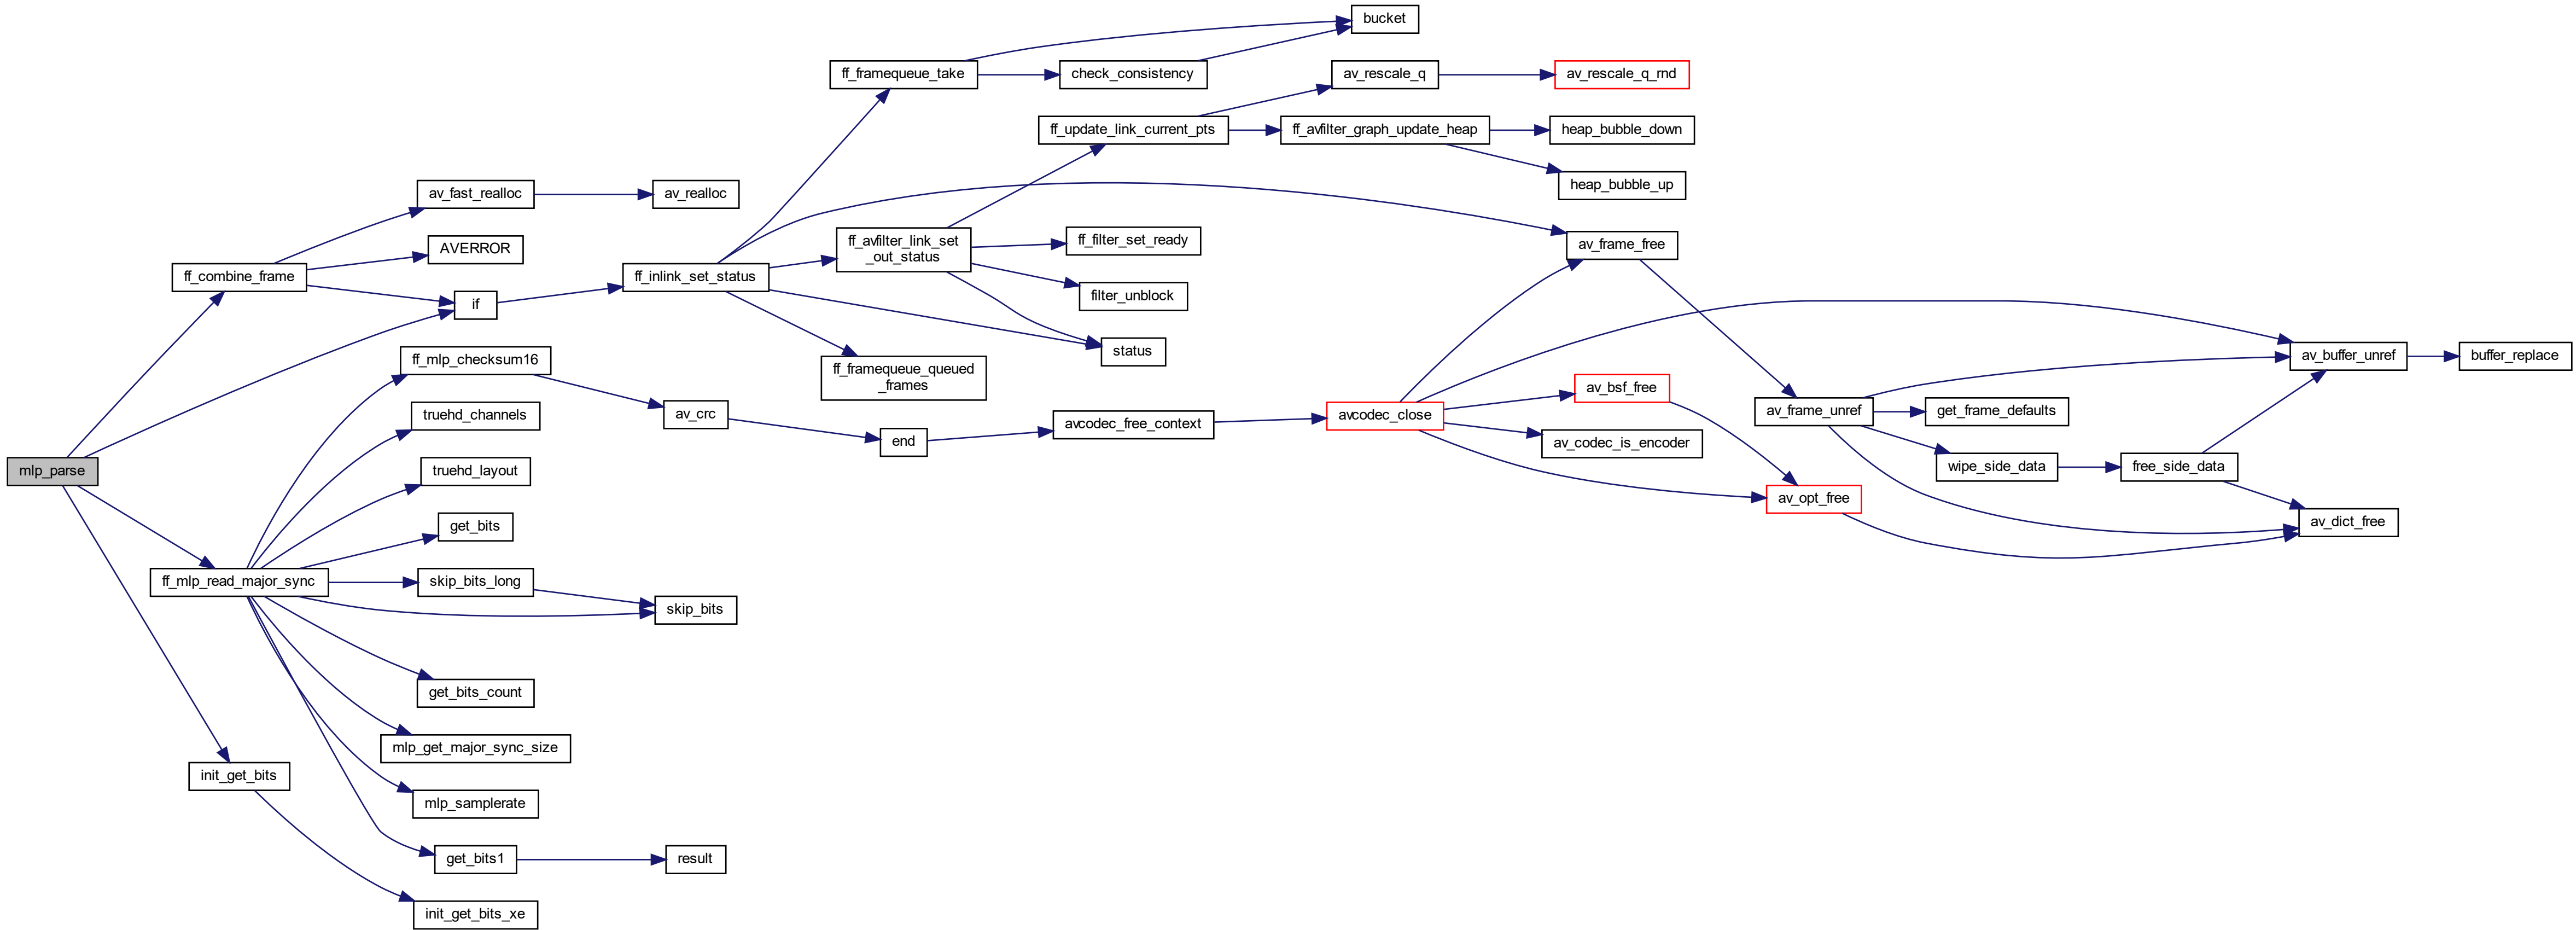 mlp_parse
ff_combine_frame
av_fast_realloc
av_realloc
AVERROR
if
ff_inlink_set_status
ff_framequeue_take
bucket
check_consistency
ff_update_link_current_pts
av_rescale_q
av_rescale_q_rnd
ff_avfilter_graph_update_heap
heap_bubble_down
heap_bubble_up
ff_avfilter_link_set
_out_status
ff_filter_set_ready
filter_unblock
status
ff_framequeue_queued
_frames
av_frame_free
ff_mlp_read_major_sync
ff_mlp_checksum16
av_crc
end
avcodec_free_context
avcodec_close
av_bsf_free
av_codec_is_encoder
av_opt_free
av_frame_unref
get_frame_defaults
wipe_side_data
free_side_data
av_buffer_unref
buffer_replace
av_dict_free
truehd_channels
truehd_layout
get_bits
skip_bits_long
skip_bits
get_bits_count
mlp_get_major_sync_size
mlp_samplerate
get_bits1
result
init_get_bits
init_get_bits_xe